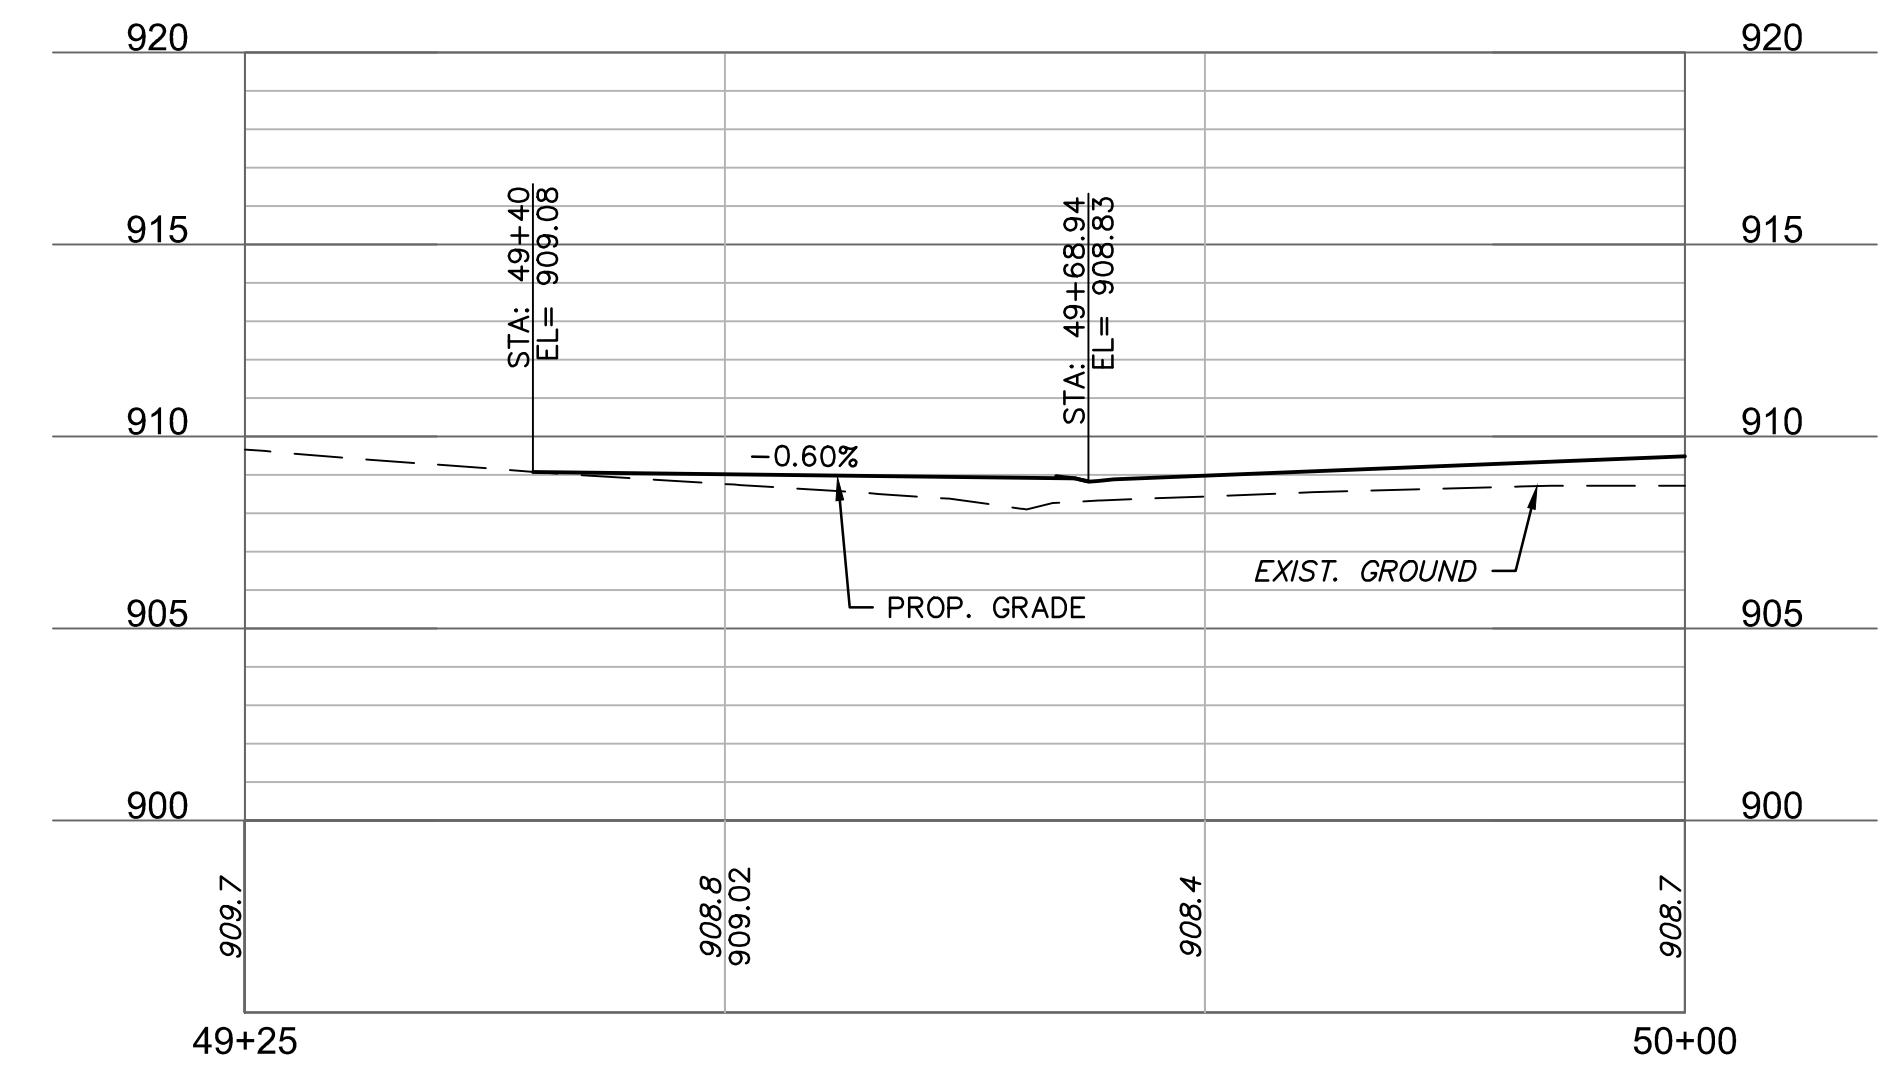 920 920
STA: 49+40
EL= 909.08
STA: 49+68.94
EL= 908.83
915 915
910 910
-0.60%
EXIST. GROUND
PROP. GRADE
905 905
900 900
909.7
908.8
909.02
908.4
908.7
49+25 50+00